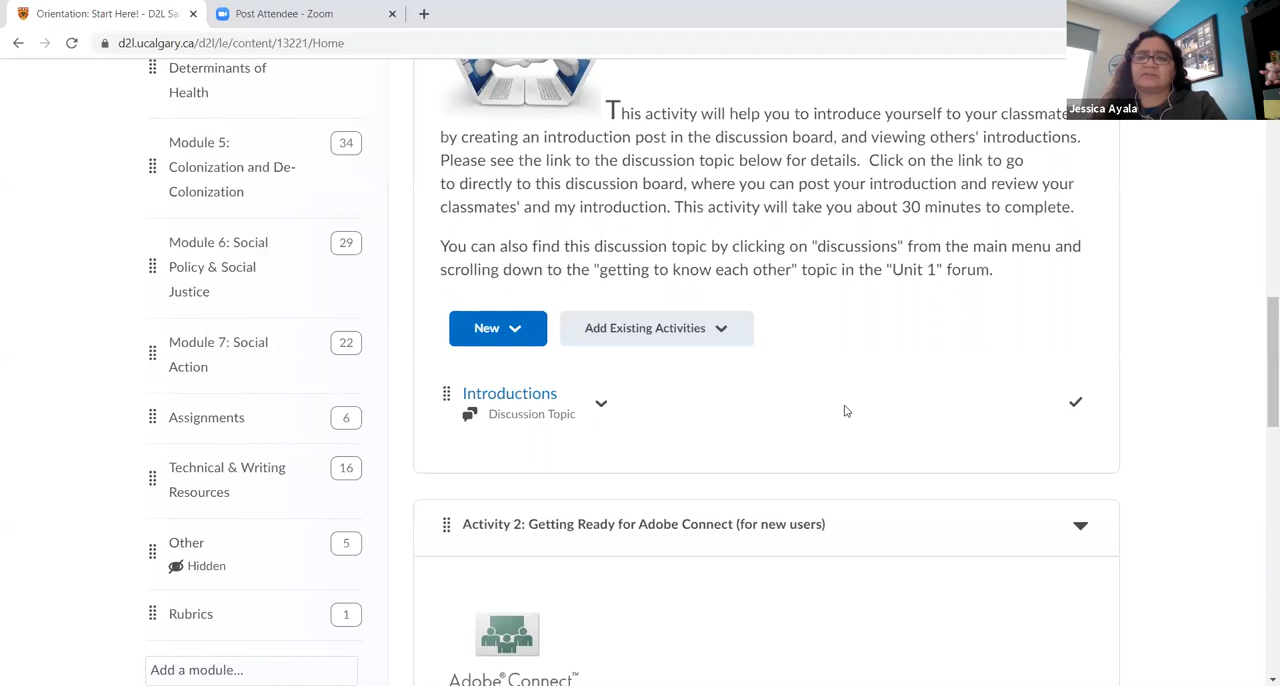 Orientation: Start Here! - D2L Sa
Post Attendee - Zoom
d2l.ucalgary.ca/d2l/le/content/13221/Home
Jessica Ayala
Determinants of
Health
Module 5:
34
Colonization and De-
Colonization
Module 6: Social
29
Policy & Social
Justice
Module 7: Social
22
Action
Assignments
6
Technical & Writing
16
Resources
Other
5
Hidden
Rubrics
1
Add a module...
This activity will help you to introduce yourself to your classmate
by creating an introduction post in the discussion board, and viewing others' introductions.
Please see the link to the discussion topic below for details. Click on the link to go
to directly to this discussion board, where you can post your introduction and review your
classmates' and my introduction. This activity will take you about 30 minutes to complete.
You can also find this discussion topic by clicking on "discussions" from the main menu and
scrolling down to the "getting to know each other" topic in the "Unit 1" forum.
New
Add Existing Activities
Introductions
Discussion Topic
Activity 2: Getting Ready for Adobe Connect (for new users)
Adobe® Connect™